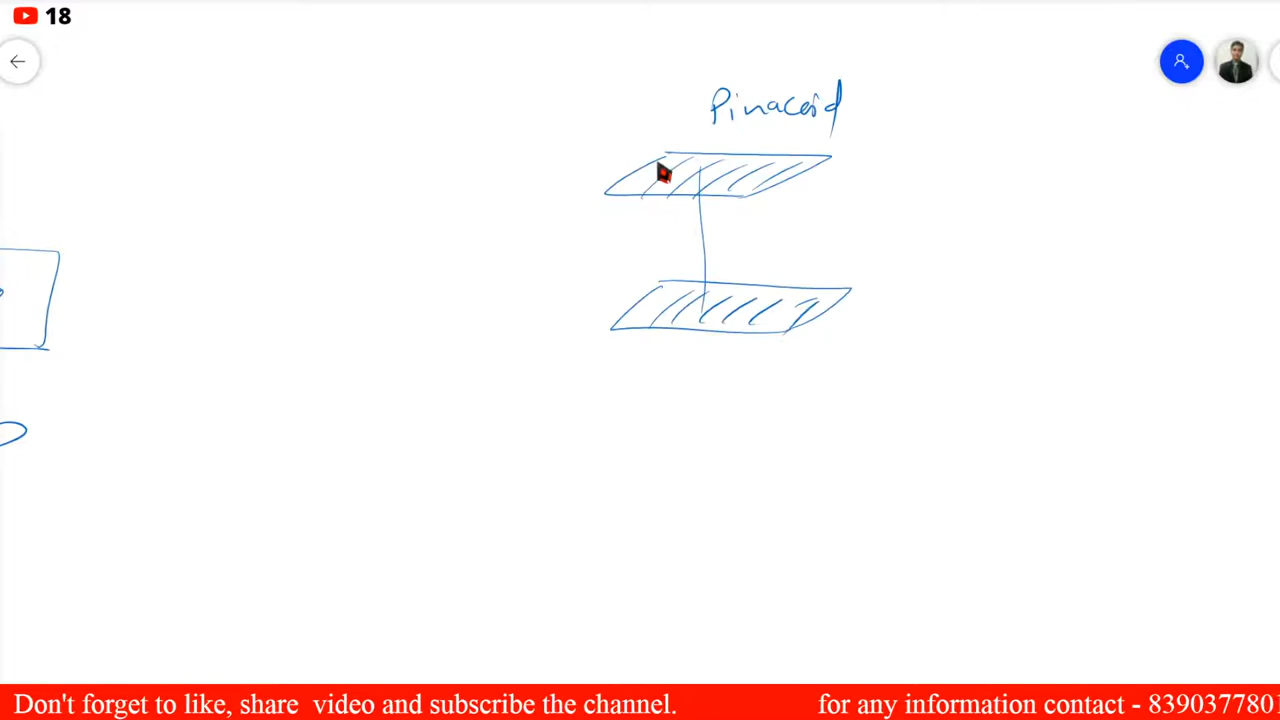 18
Pinacoid
Don't forget to like, share video and subscribe the channel. for any information contact - 8390377801